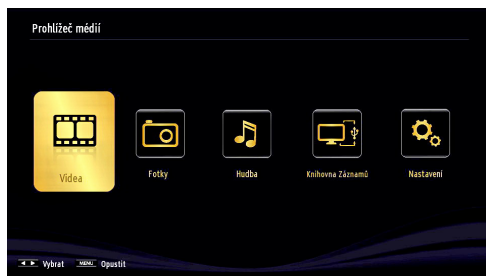 Prohlížeč médií
Videa
Fotky
Hudba
Knihovna Záznamů
Nastavení
Vybrat MENU Opustit